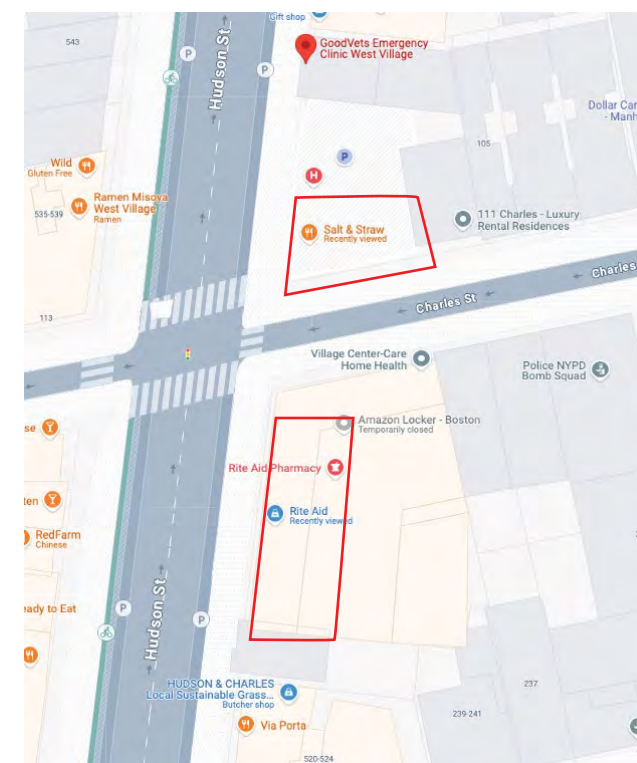 Gift shop
543
P
Hudson St
P
GoodVets Emergency
Clinic West Village
Dollar Car
- Manh
105
Wild
Gluten Free
P
H
Ramen Misoya
West Village
Ramen
535-539
Salt & Straw
Recently viewed
111 Charles - Luxury
Rental Residences
Charles
Charles St
113
Village Center-Care
Home Health
Police NYPD
Bomb Squad
se
Amazon Locker - Boston
Temporarily closed
Rite Aid Pharmacy
ten
Rite Aid
Recently viewed
RedFarm
Chinese
eady to Eat
P
P
Hudson St
HUDSON & CHARLES
Local Sustainable Grass...
Butcher shop
237
239-241
Via Porta
520-524